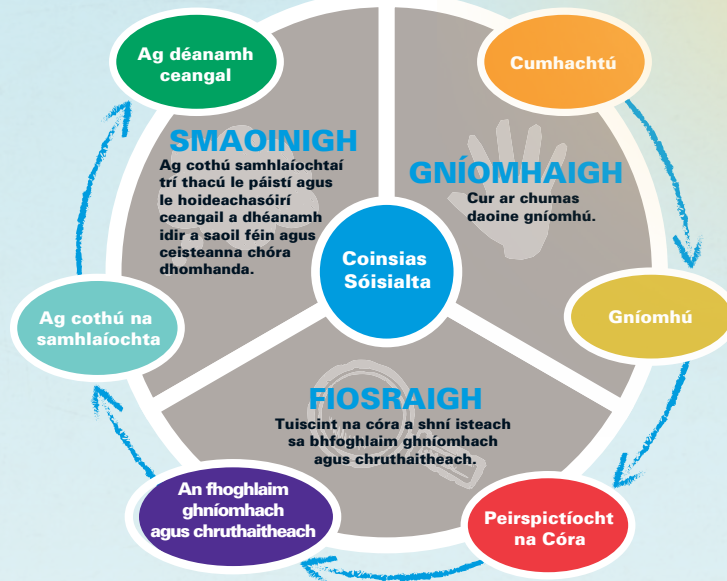 Ag déanamh
ceangal
Cumhachtú
SMAOINIGH
Ag cothú samhlaíochtaí
trí thacú le páistí agus
le hoideachasóirí
ceangail a dhéanamh
idir a saoil féin agus
ceisteanna chóra
dhomhanda.
GNÍOMHAIGH
Cur ar chumas
daoine gníomhú.
Coinsias
Sóisialta
Ag cothú na
samhlaíochta
Gníomhú
FIOSRAIGH
Tuiscint na córa a shní isteach
sa bhfoghlaim ghníomhach
agus chruthaitheach.
An fhoghlaim
ghníomhach
agus chruthaitheach
Peirspictíocht
na Córa